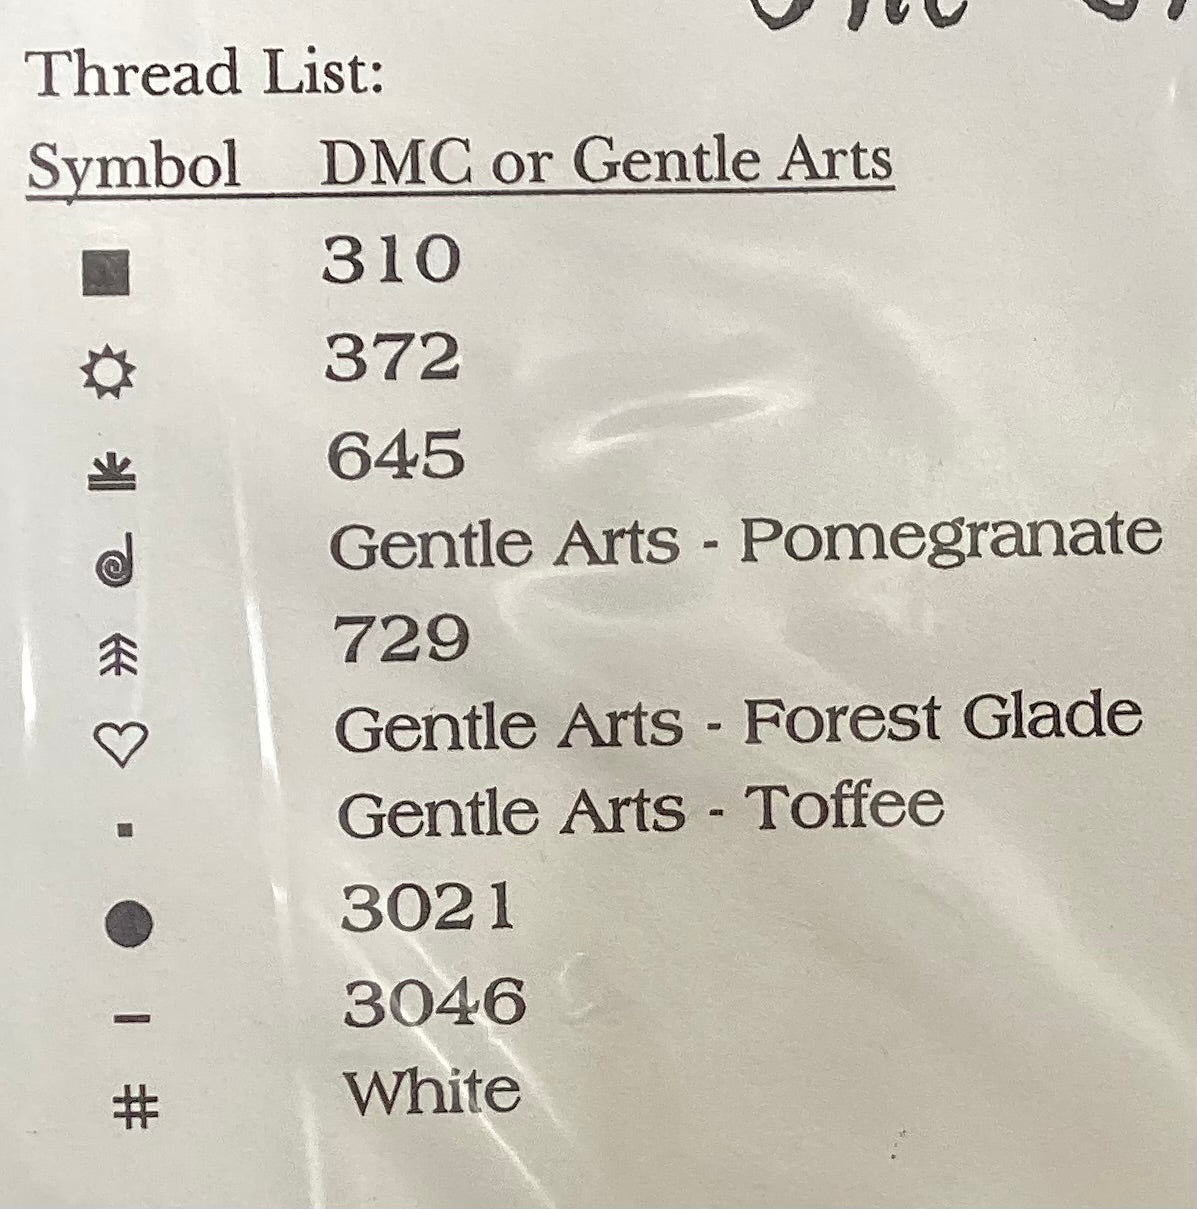 Thread List:
Symbol DMC or Gentle Arts
■ 310
372
645
Gentle Arts - Pomegranate
729
♡ Gentle Arts - Forest Glade
▪ Gentle Arts - Toffee
● 3021
– 3046
# White